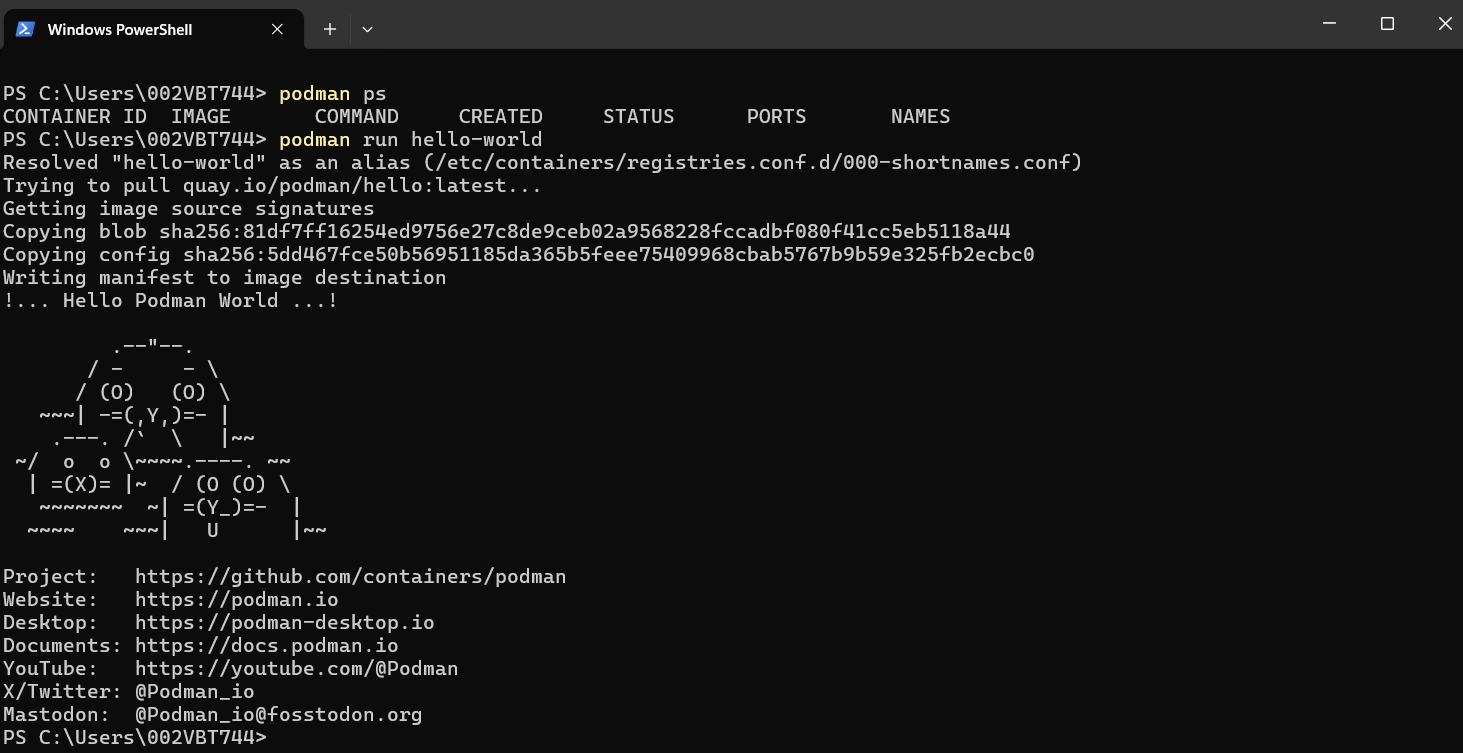 Windows PowerShell
PS C:\Users\002VBT744> podman ps
CONTAINER ID  IMAGE       COMMAND     CREATED     STATUS      PORTS       NAMES
PS C:\Users\002VBT744> podman run hello-world
Resolved "hello-world" as an alias (/etc/containers/registries.conf.d/000-shortnames.conf)
Trying to pull quay.io/podman/hello:latest...
Getting image source signatures
Copying blob sha256:81df7ff16254ed9756e27c8de9ceb02a9568228fccadbf080f41cc5eb5118a44
Copying config sha256:5dd467fce50b56951185da365b5feee75409968cbab5767b9b59e325fb2ecbc0
Writing manifest to image destination
!... Hello Podman World ...!

         .--"--.
       / -     - \
      / (O)   (O) \
   ~~~| -=(,Y,)=- |
    .---. /`  \   |~~
 ~/  o  o \~~~~.----. ~~
  | =(X)= |~  / (O (O) \
   ~~~~~~~  ~| =(Y_)=-  |
  ~~~~    ~~~|   U      |~~

Project:   https://github.com/containers/podman
Website:   https://podman.io
Desktop:   https://podman-desktop.io
Documents: https://docs.podman.io
YouTube:   https://youtube.com/@Podman
X/Twitter: @Podman_io
Mastodon:  @Podman_io@fosstodon.org
PS C:\Users\002VBT744>